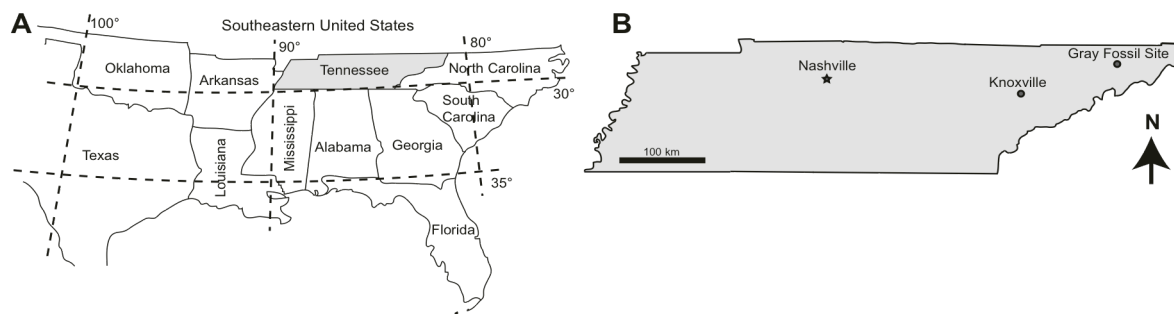 A
Southeastern United States
100°
90°
80°
Oklahoma
Arkansas
Tennessee
North Carolina
30°
South
Carolina
Texas
Louisiana
Mississippi
Alabama
Georgia
35°
Florida
B
Nashville
Gray Fossil Site
Knoxville
100 km
N